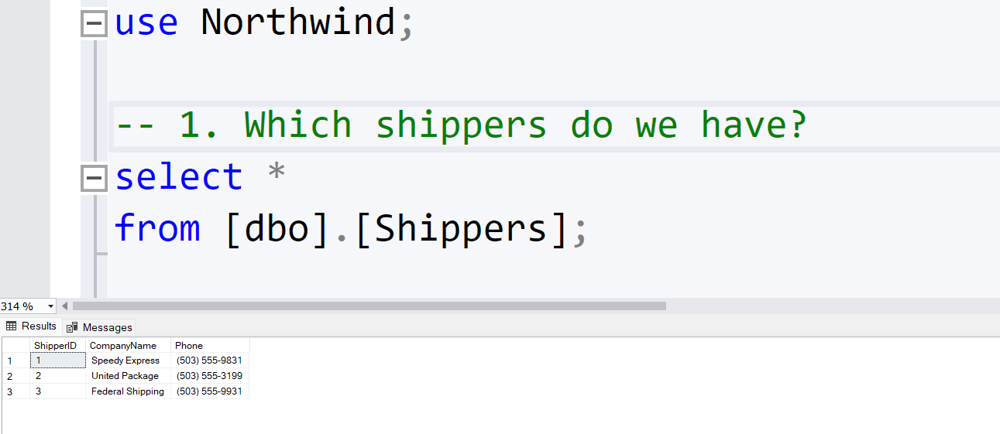 use Northwind;
-- 1. Which shippers do we have?
select *
from [dbo].[Shippers];
314 %
Results Messages
ShipperID CompanyName Phone
1 1 Speedy Express (503) 555-9831
2 2 United Package (503) 555-3199
3 3 Federal Shipping (503) 555-9931